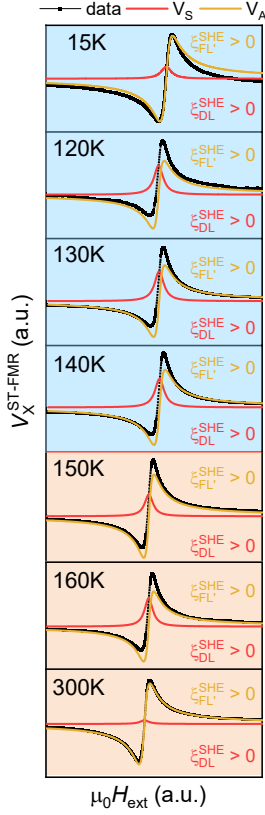 data V_S V_A
15K ξ_FL'^SHE > 0
ξ_DL^SHE > 0
120K ξ_FL'^SHE > 0
ξ_DL^SHE > 0
130K ξ_FL'^SHE > 0
ξ_DL^SHE > 0
140K ξ_FL'^SHE > 0
ξ_DL^SHE > 0
150K ξ_FL'^SHE > 0
ξ_DL^SHE > 0
160K ξ_FL'^SHE > 0
ξ_DL^SHE > 0
300K ξ_FL'^SHE > 0
ξ_DL^SHE > 0
V_X^ST-FMR (a.u.)
μ₀H_ext (a.u.)